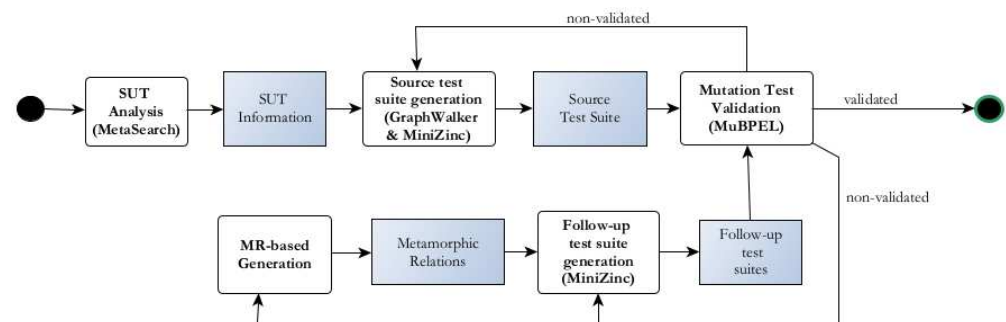 non-validated
SUT
Analysis
(MetaSearch)
SUT
Information
Source test
suite generation
(GraphWalker
& MiniZinc)
Source
Test Suite
Mutation Test
Validation
(MuBPEL)
validated
non-validated
MR-based
Generation
Metamorphic
Relations
Follow-up
test suite
generation
(MiniZinc)
Follow-up
test
suites